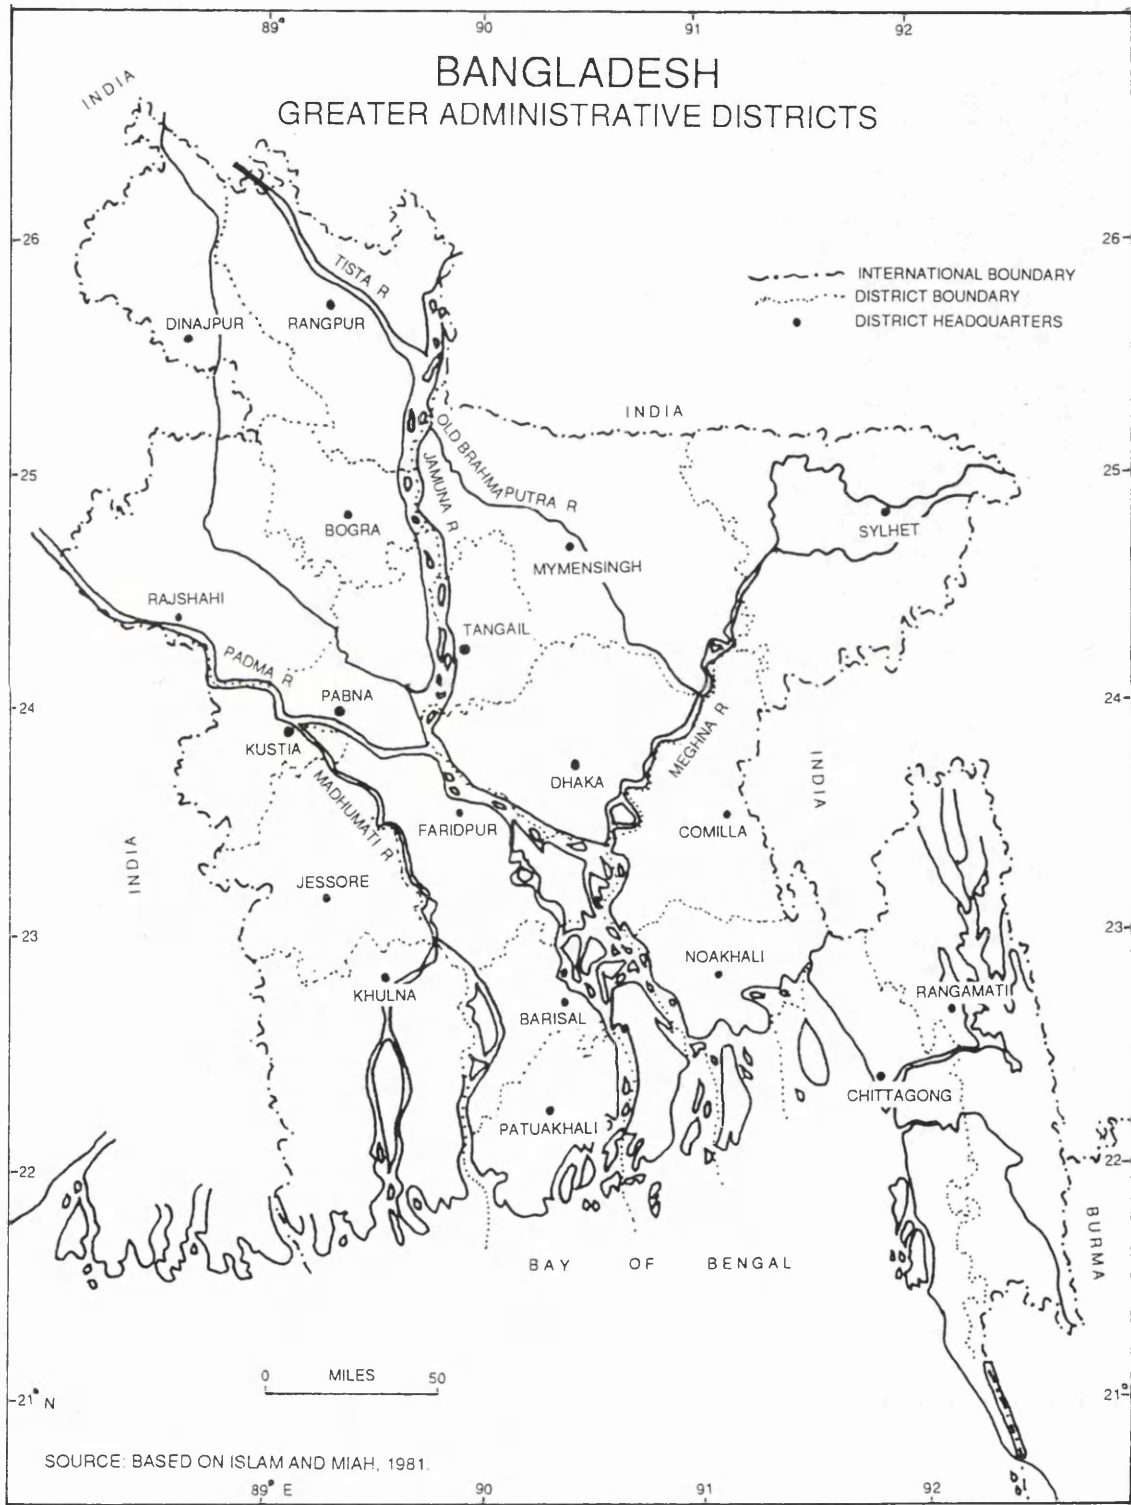 89°
90
91
92
BANGLADESH
GREATER ADMINISTRATIVE DISTRICTS
INDIA
26
26
TISTA R
INTERNATIONAL BOUNDARY
DISTRICT BOUNDARY
DISTRICT HEADQUARTERS
DINAJPUR
RANGPUR
INDIA
OLD BRAHMAPUTRA R
JAMUNA R
25
25
BOGRA
SYLHET
MYMENSINGH
RAJSHAHI
TANGAIL
PADMA R
PABNA
24
24
KUSTIA
MEGHNA R
DHAKA
INDIA
MADHUMATI R
FARIDPUR
COMILLA
INDIA
JESSORE
23
23
NOAKHALI
KHULNA
RANGAMATI
BARISAL
CHITTAGONG
PATUAKHALI
22
22
BURMA
BAY OF BENGAL
0 MILES 50
21° N
21°
SOURCE: BASED ON ISLAM AND MIAH, 1981.
89° E
90
91
92